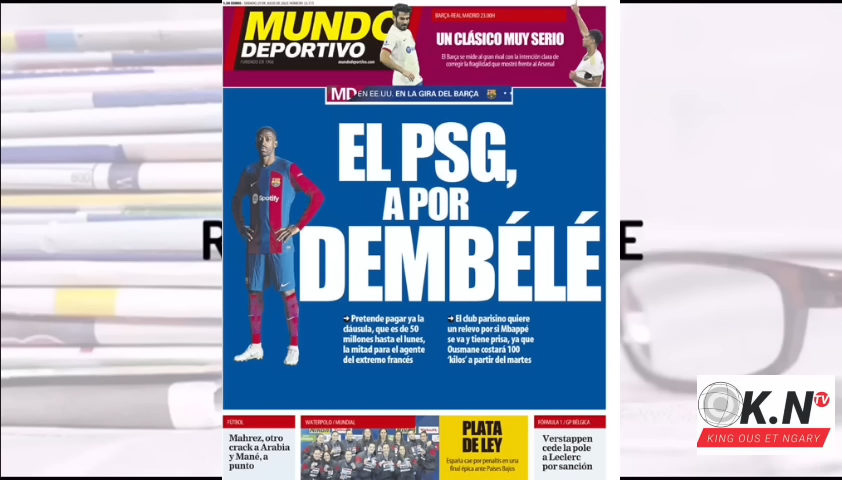 MUNDO
DEPORTIVO
FUNDADO EN 1906
mundodeportivo.com
BARÇA-REAL MADRID 23.00H
UN CLÁSICO MUY SERIO
El Barça se mide al gran rival con la intención clara de
corregir la fragilidad que mostró frente al Arsenal
MD EN EE.UU. EN LA GIRA DEL BARÇA
EL PSG,
A POR
DEMBÉLÉ
Spotify
→ Pretende pagar ya la
cláusula, que es de 50
millones hasta el lunes,
la mitad para el agente
del extremo francés
→ El club parisino quiere
un relevo por si Mbappé
se va y tiene prisa, ya que
Ousmane costará 100
'kilos' a partir del martes
R
E
FÚTBOL
Mahrez, otro
crack a Arabia
y Mané, a
punto
WATERPOLO / MUNDIAL
PLATA
DE LEY
España cae por penaltis en una
final épica ante Países Bajos
FÓRMULA 1 / GP BÉLGICA
Verstappen
cede la pole
a Leclerc
por sanción
K.N TV
KING OUS ET NGARY